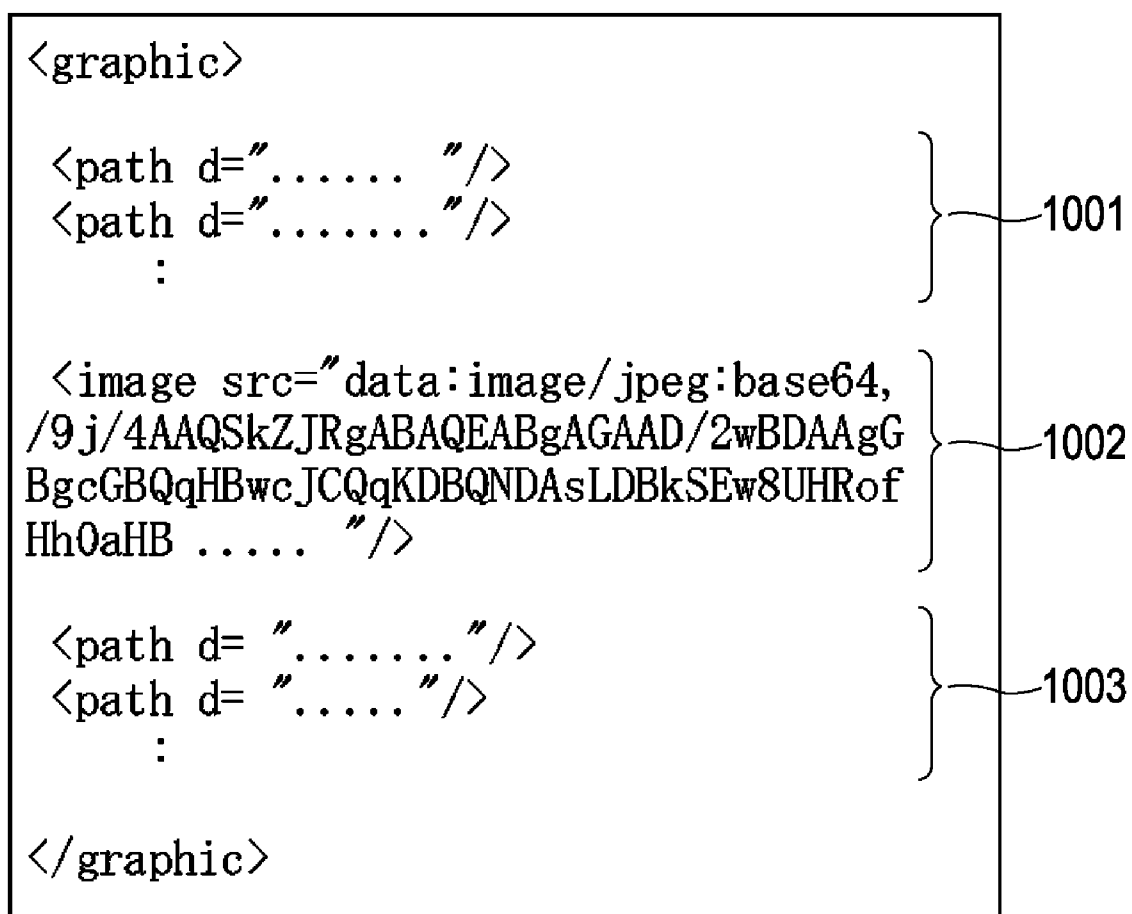 <graphic>
<path d="...... "/>
<path d="......."/>
:
1001
<image src="data:image/jpeg:base64,
/9j/4AAQSkZJRgABAQEABgAGAAD/2wBDAAgG
BgcGBQqHBwcJCQqKDBQNDAsLDBkSEw8UHRof
Hh0aHB ..... "/>
1002
<path d= "......."/>
<path d= "....."/>
:
1003
</graphic>